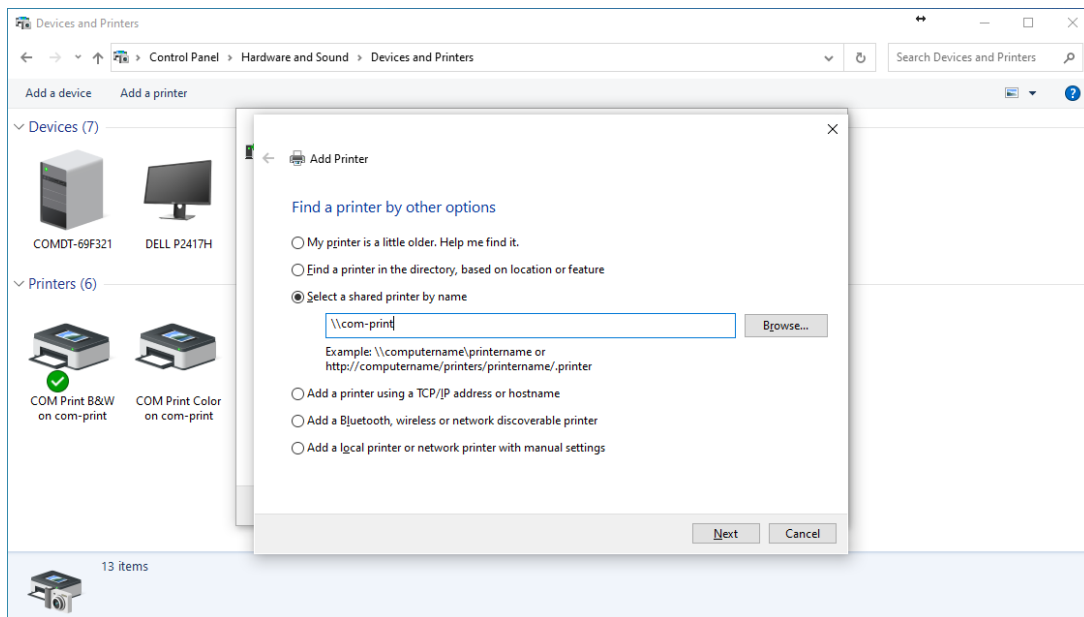 Devices and Printers
Control Panel > Hardware and Sound > Devices and Printers
Search Devices and Printers
Add a device Add a printer
Devices (7)
COMDT-69F321
DELL P2417H
Printers (6)
COM Print B&W
on com-print
COM Print Color
on com-print
Add Printer
Find a printer by other options
My printer is a little older. Help me find it.
Find a printer in the directory, based on location or feature
Select a shared printer by name
\\com-print
Browse...
Example: \\computername\printername or
http://computername/printers/printername/.printer
Add a printer using a TCP/IP address or hostname
Add a Bluetooth, wireless or network discoverable printer
Add a local printer or network printer with manual settings
Next Cancel
13 items